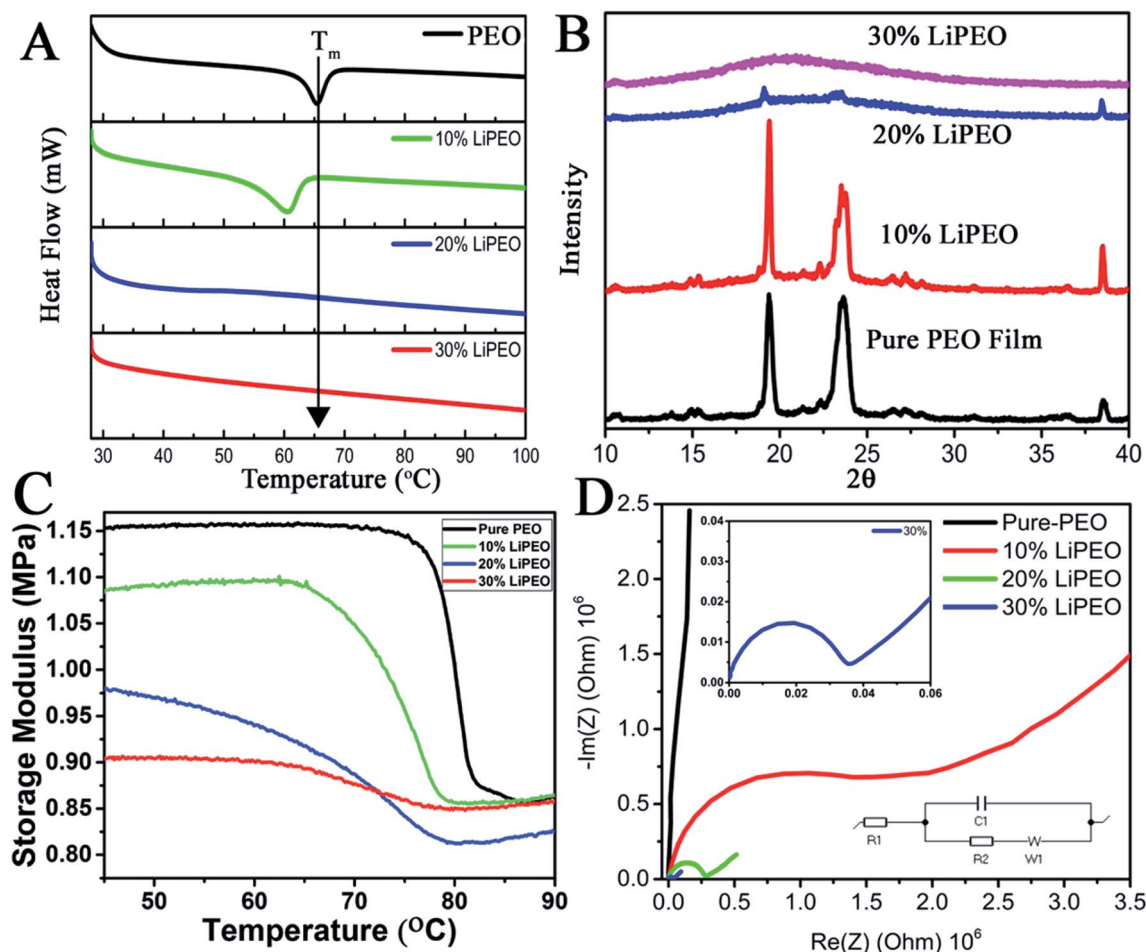 A
PEO
Tm
10% LiPEO
20% LiPEO
30% LiPEO
Heat Flow (mW)
30 40 50 60 70 80 90 100
Temperature (°C)
B
30% LiPEO
20% LiPEO
10% LiPEO
Pure PEO Film
Intensity
10 15 20 25 30 35 40
2θ
C
1.15
1.10
1.05
1.00
0.95
0.90
0.85
0.80
Storage Modulus (MPa)
Pure PEO
10% LiPEO
20% LiPEO
30% LiPEO
50 60 70 80 90
Temperature (OC)
D
2.5
2.0
1.5
1.0
0.5
0.0
-Im(Z) (Ohm) 10^6
Pure-PEO
10% LiPEO
20% LiPEO
30% LiPEO
30%
0.04
0.03
0.01
0.00
0.00 0.02 0.04 0.06
R1
C1
R2
W
W1
0.0 0.5 1.0 1.5 2.0 2.5 3.0 3.5
Re(Z) (Ohm) 10^6